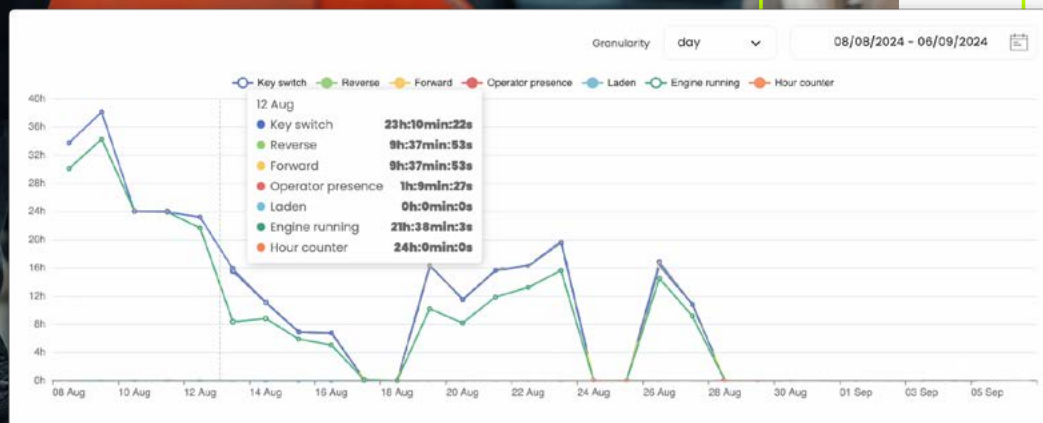 Granularity day 08/08/2024 - 06/09/2024
Key switch Reverse Forward Operator presence Laden Engine running Hour counter
40h
36h
32h
28h
24h
20h
16h
12h
8h
4h
0h
12 Aug
Key switch 23h:10min:22s
Reverse 9h:37min:53s
Forward 9h:37min:53s
Operator presence 1h:9min:27s
Laden 0h:0min:0s
Engine running 21h:38min:3s
Hour counter 24h:0min:0s
08 Aug 10 Aug 12 Aug 14 Aug 16 Aug 18 Aug 20 Aug 22 Aug 24 Aug 26 Aug 28 Aug 30 Aug 01 Sep 03 Sep 05 Sep